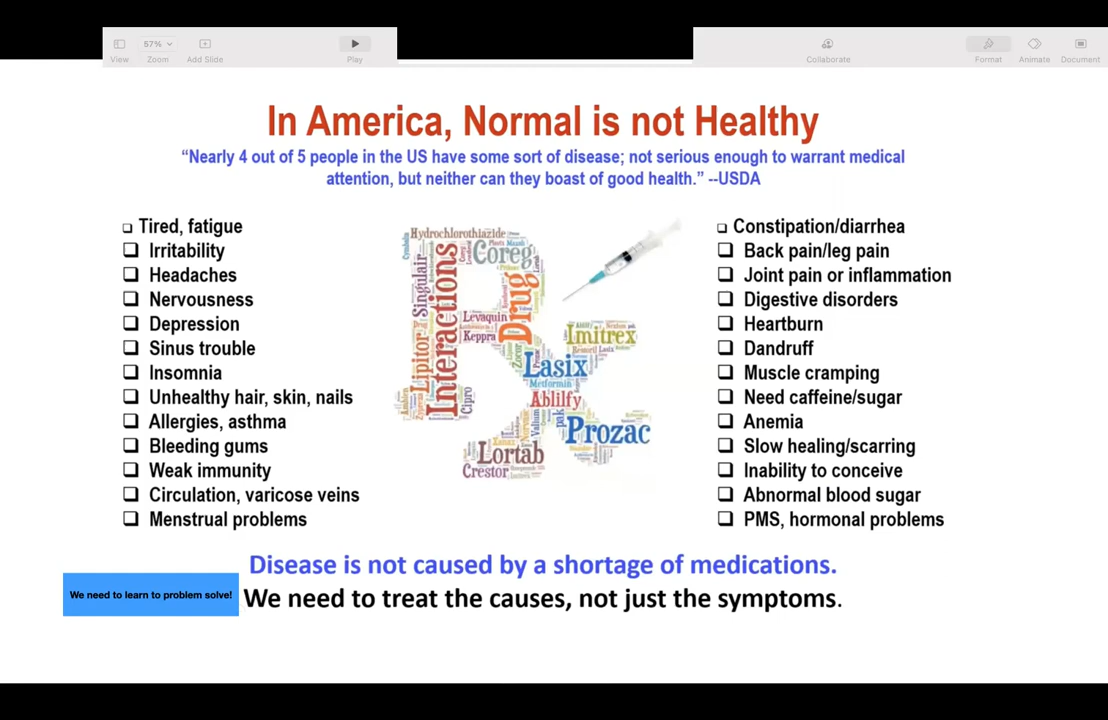 57%
View
Zoom
Add Slide
Play
Collaborate
Format
Animate
Document
In America, Normal is not Healthy
“Nearly 4 out of 5 people in the US have some sort of disease; not serious enough to warrant medical
attention, but neither can they boast of good health.” --USDA
Tired, fatigue
Irritability
Headaches
Nervousness
Depression
Sinus trouble
Insomnia
Unhealthy hair, skin, nails
Allergies, asthma
Bleeding gums
Weak immunity
Circulation, varicose veins
Menstrual problems
Hydrochlorothiazide
Coreg
Singulair
Interactions
Drug
Levaquin
Keppra
Lipitor
Imitrex
Lasix
Metformin
Cipro
Ablilfy
Valium
Prozac
Lortab
Crestor
Constipation/diarrhea
Back pain/leg pain
Joint pain or inflammation
Digestive disorders
Heartburn
Dandruff
Muscle cramping
Need caffeine/sugar
Anemia
Slow healing/scarring
Inability to conceive
Abnormal blood sugar
PMS, hormonal problems
Disease is not caused by a shortage of medications.
We need to learn to problem solve!
We need to treat the causes, not just the symptoms.